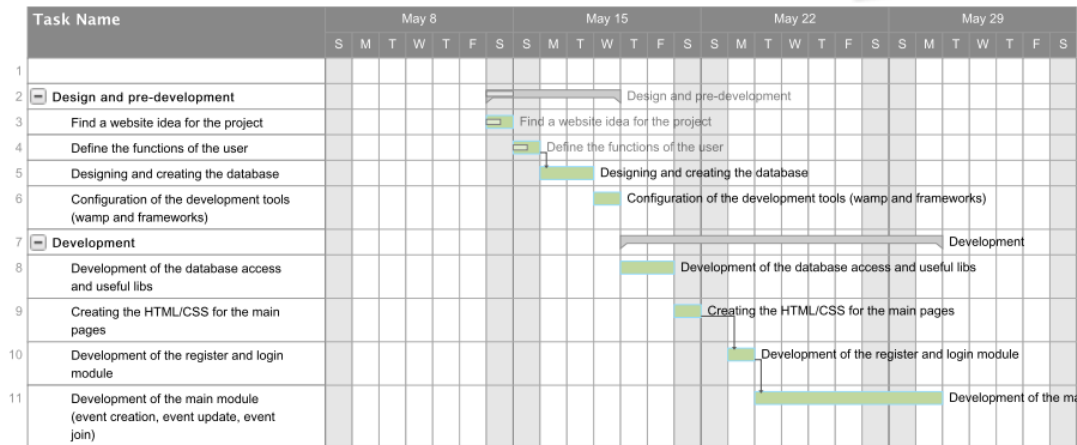 Task Name
May 8 May 15 May 22 May 29
S M T W T F S S M T W T F S S M T W T F S S M T W T F S
1
2 Design and pre-development Design and pre-development
3 Find a website idea for the project Find a website idea for the project
4 Define the functions of the user Define the functions of the user
5 Designing and creating the database Designing and creating the database
6 Configuration of the development tools Configuration of the development tools (wamp and frameworks)
(wamp and frameworks)
7 Development Development
8 Development of the database access Development of the database access and useful libs
and useful libs
9 Creating the HTML/CSS for the main Creating the HTML/CSS for the main pages
pages
10 Development of the register and login Development of the register and login module
module
11 Development of the main module Development of the ma
(event creation, event update, event
join)